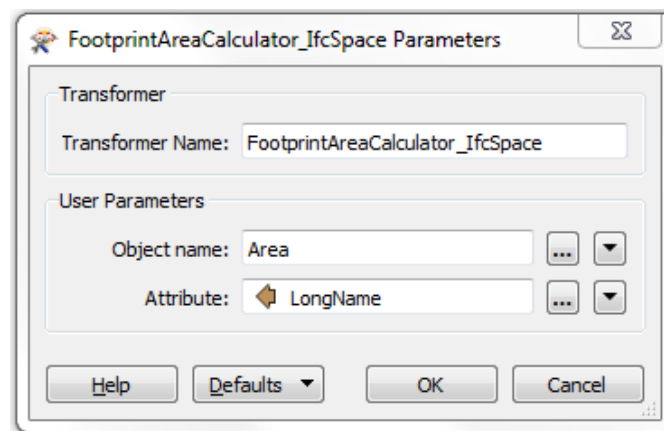 FootprintAreaCalculator_IfcSpace Parameters
Transformer
Transformer Name: FootprintAreaCalculator_IfcSpace
User Parameters
Object name: Area ...
Attribute: LongName ...
Help Defaults OK Cancel